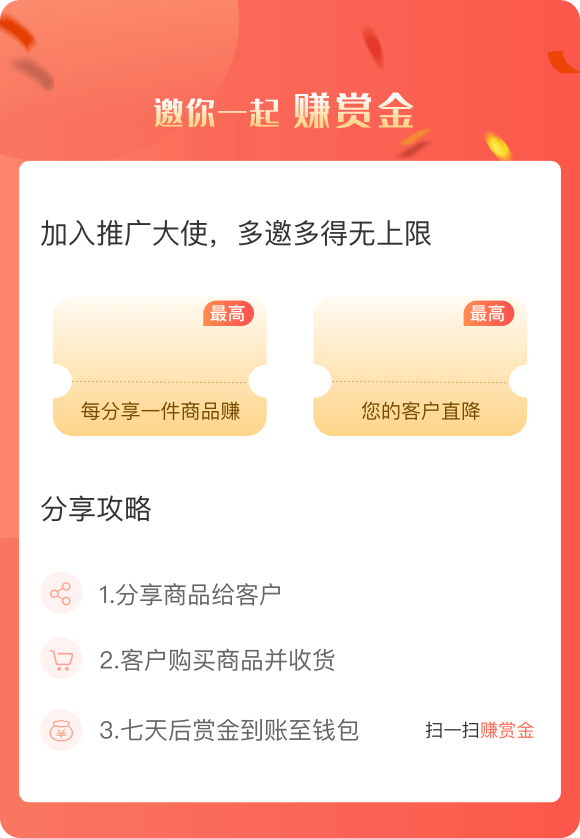 邀你一起 赚赏金
加入推广大使，多邀多得无上限
最高
每分享一件商品赚
最高
您的客户直降
分享攻略
1.分享商品给客户
2.客户购买商品并收货
3.七天后赏金到账至钱包
扫一扫赚赏金